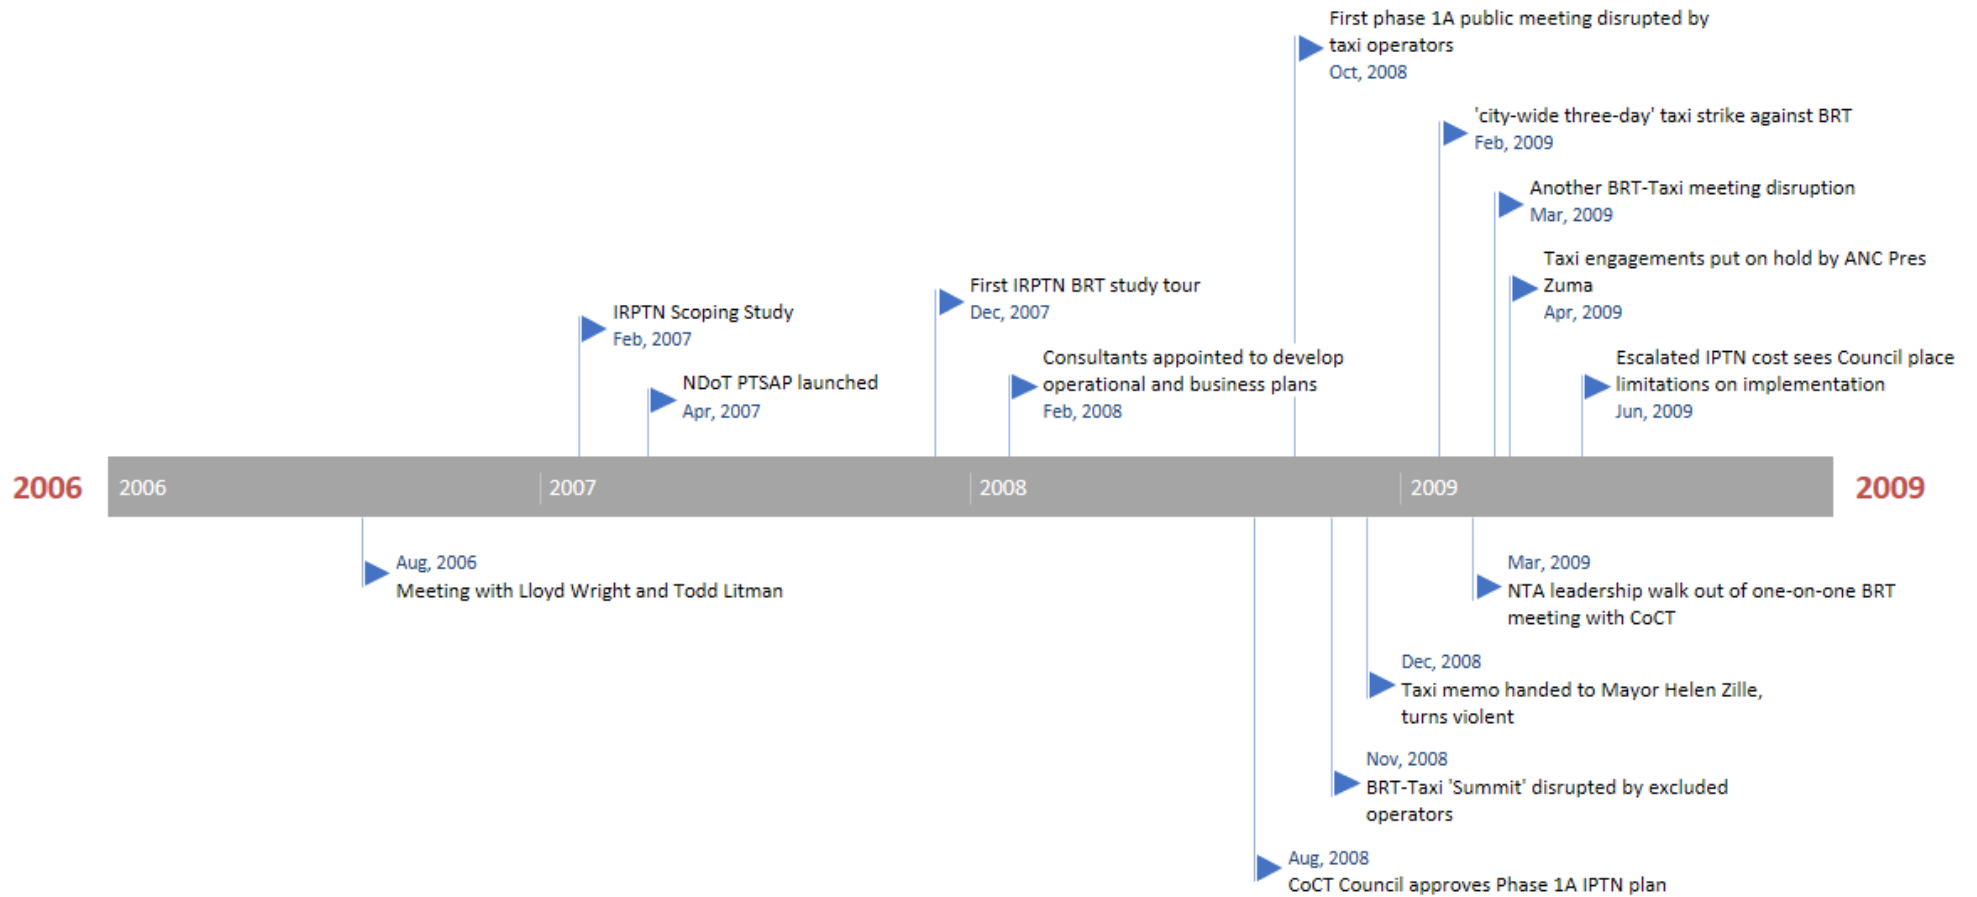 First phase 1A public meeting disrupted by
taxi operators
Oct, 2008
'city-wide three-day' taxi strike against BRT
Feb, 2009
Another BRT-Taxi meeting disruption
Mar, 2009
Taxi engagements put on hold by ANC Pres
Zuma
Apr, 2009
First IRPTN BRT study tour
Dec, 2007
IRPTN Scoping Study
Feb, 2007
Consultants appointed to develop
operational and business plans
Feb, 2008
Escalated IPTN cost sees Council place
limitations on implementation
Jun, 2009
NDoT PTSAP launched
Apr, 2007
2006
2006
2007
2008
2009
2009
Aug, 2006
Meeting with Lloyd Wright and Todd Litman
Mar, 2009
NTA leadership walk out of one-on-one BRT
meeting with CoCT
Dec, 2008
Taxi memo handed to Mayor Helen Zille,
turns violent
Nov, 2008
BRT-Taxi 'Summit' disrupted by excluded
operators
Aug, 2008
CoCT Council approves Phase 1A IPTN plan